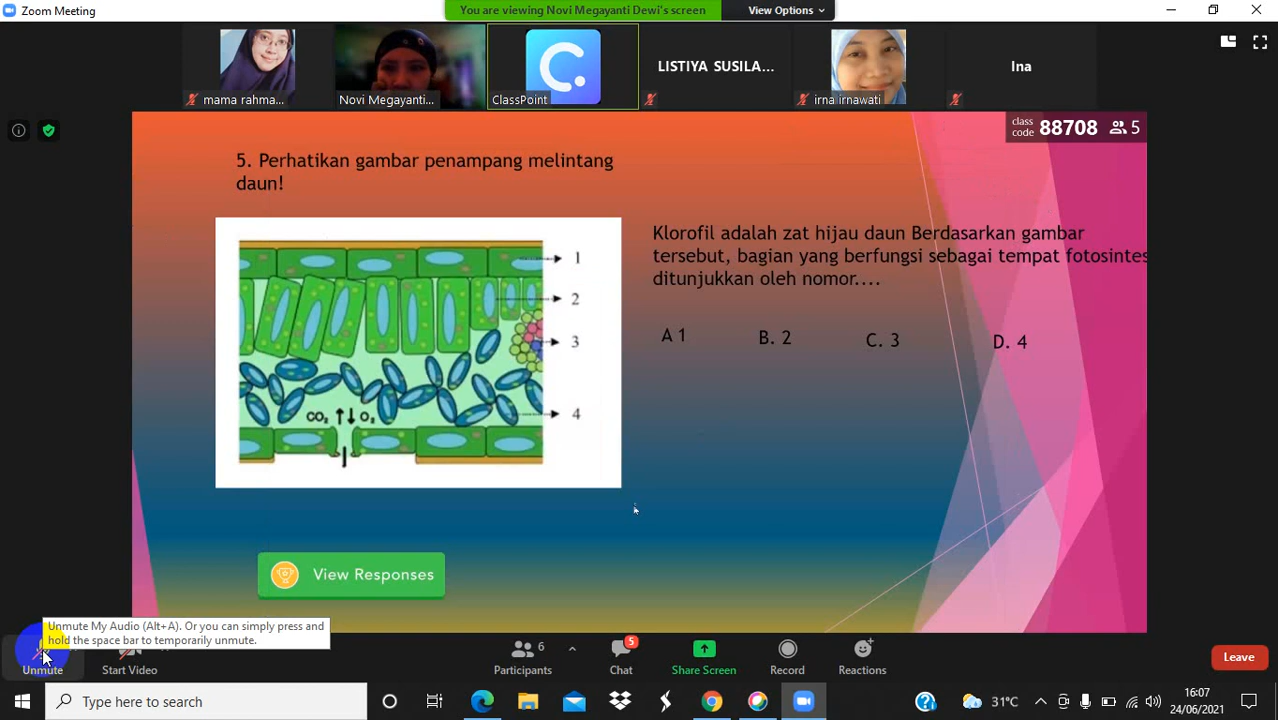 Zoom Meeting
You are viewing Novi Megayanti Dewi's screen
View Options
mama rahma...
Novi Megayanti...
ClassPoint
LISTIYA SUSILA...
irna irnawati
Ina
class code 88708 5
5. Perhatikan gambar penampang melintang
daun!
Klorofil adalah zat hijau daun Berdasarkan gambar
tersebut, bagian yang berfungsi sebagai tempat fotosintes
ditunjukkan oleh nomor....
A 1 B. 2 C. 3 D. 4
1
2
3
4
CO₂ O₂
View Responses
Unmute My Audio (Alt+A). Or you can simply press and
hold the space bar to temporarily unmute.
Unmute
Start Video
6
Participants
5
Chat
Share Screen
Record
Reactions
Leave
Type here to search
31°C
16:07
24/06/2021